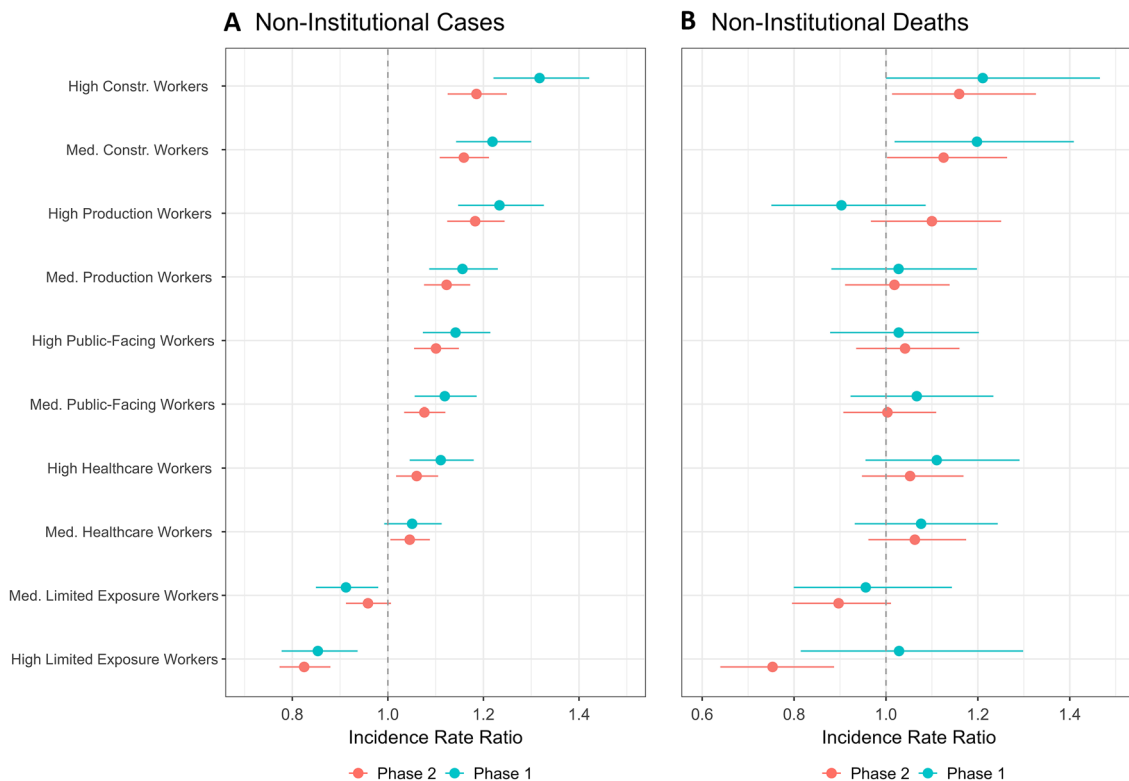 A Non-Institutional Cases
B Non-Institutional Deaths
High Constr. Workers
Med. Constr. Workers
High Production Workers
Med. Production Workers
High Public-Facing Workers
Med. Public-Facing Workers
High Healthcare Workers
Med. Healthcare Workers
Med. Limited Exposure Workers
High Limited Exposure Workers
0.8 1.0 1.2 1.4
0.6 0.8 1.0 1.2 1.4
Incidence Rate Ratio
Incidence Rate Ratio
Phase 2 Phase 1
Phase 2 Phase 1